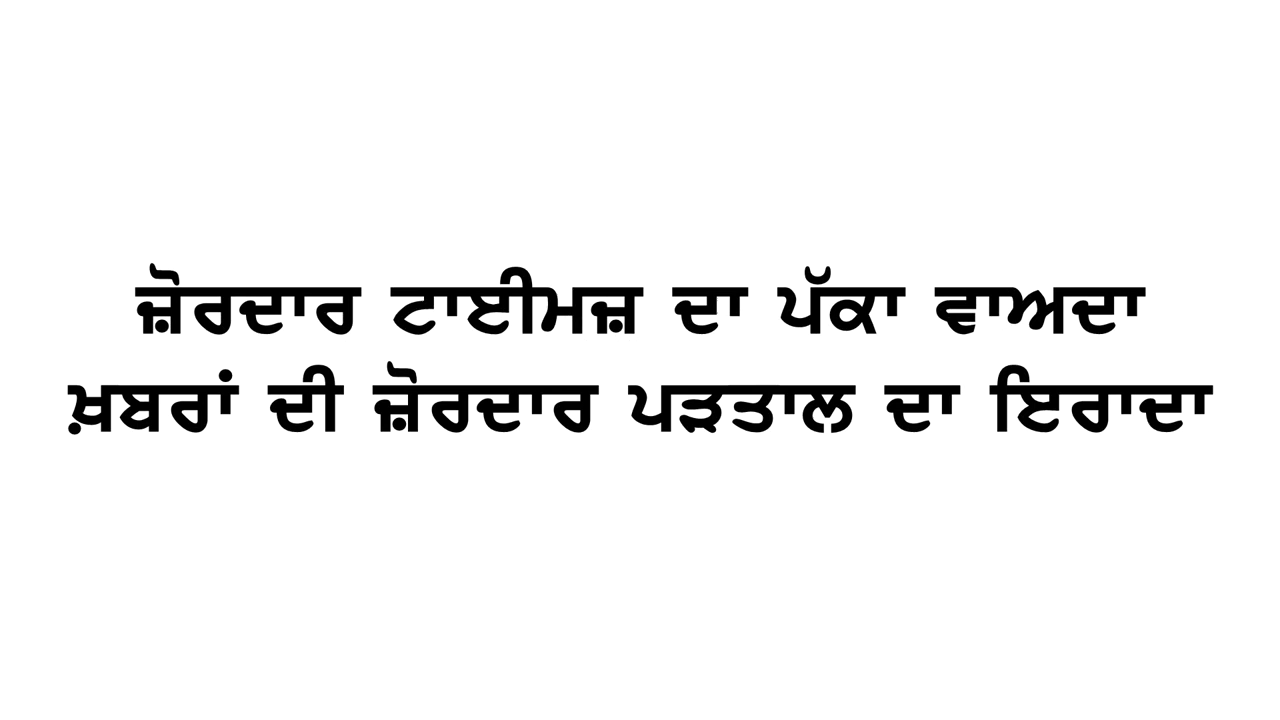 ਜ਼ੋਰਦਾਰ ਟਾਈਮਜ਼ ਦਾ ਪੱਕਾ ਵਾਅਦਾ
ਖ਼ਬਰਾਂ ਦੀ ਜ਼ੋਰਦਾਰ ਪੜਤਾਲ ਦਾ ਇਰਾਦਾ